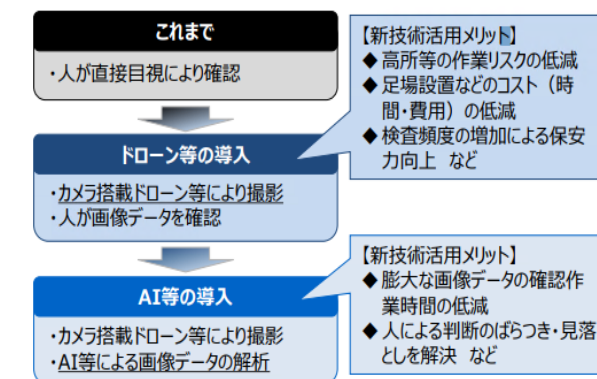 これまで
・人が直接目視により確認
【新技術活用メリット】
◆高所等の作業リスクの低減
◆足場設置などのコスト（時
間・費用）の低減
◆検査頻度の増加による保安
力向上 など
ドローン等の導入
・カメラ搭載ドローン等により撮影
・人が画像データを確認
【新技術活用メリット】
◆膨大な画像データの確認作
業時間の低減
◆人による判断のばらつき・見落
としを解決 など
AI等の導入
・カメラ搭載ドローン等により撮影
・AI等による画像データの解析